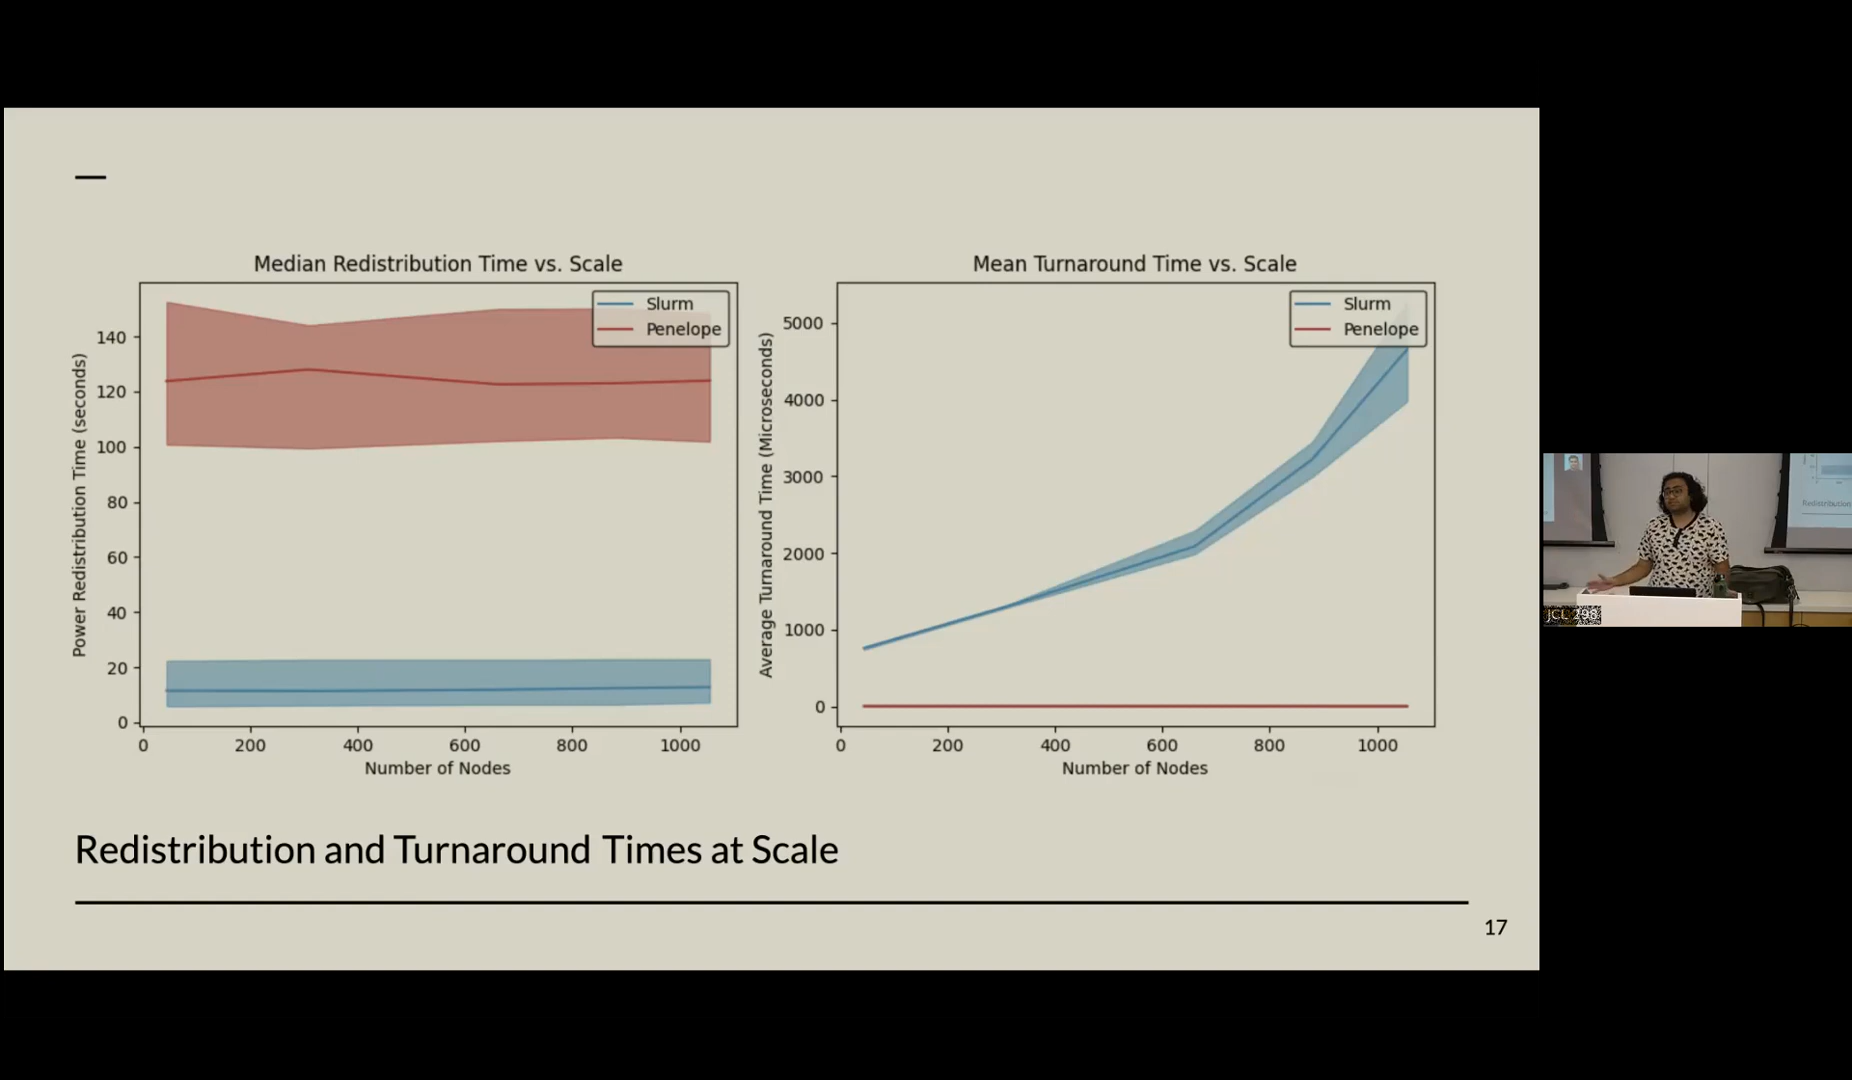 Median Redistribution Time vs. Scale
Slurm
Penelope
Power Redistribution Time (seconds)
140
120
100
80
60
40
20
0
0 200 400 600 800 1000
Number of Nodes
Mean Turnaround Time vs. Scale
Slurm
Penelope
Average Turnaround Time (Microseconds)
5000
4000
3000
2000
1000
0
0 200 400 600 800 1000
Number of Nodes
Redistribution and Turnaround Times at Scale
17
Redistribution
JCL 298